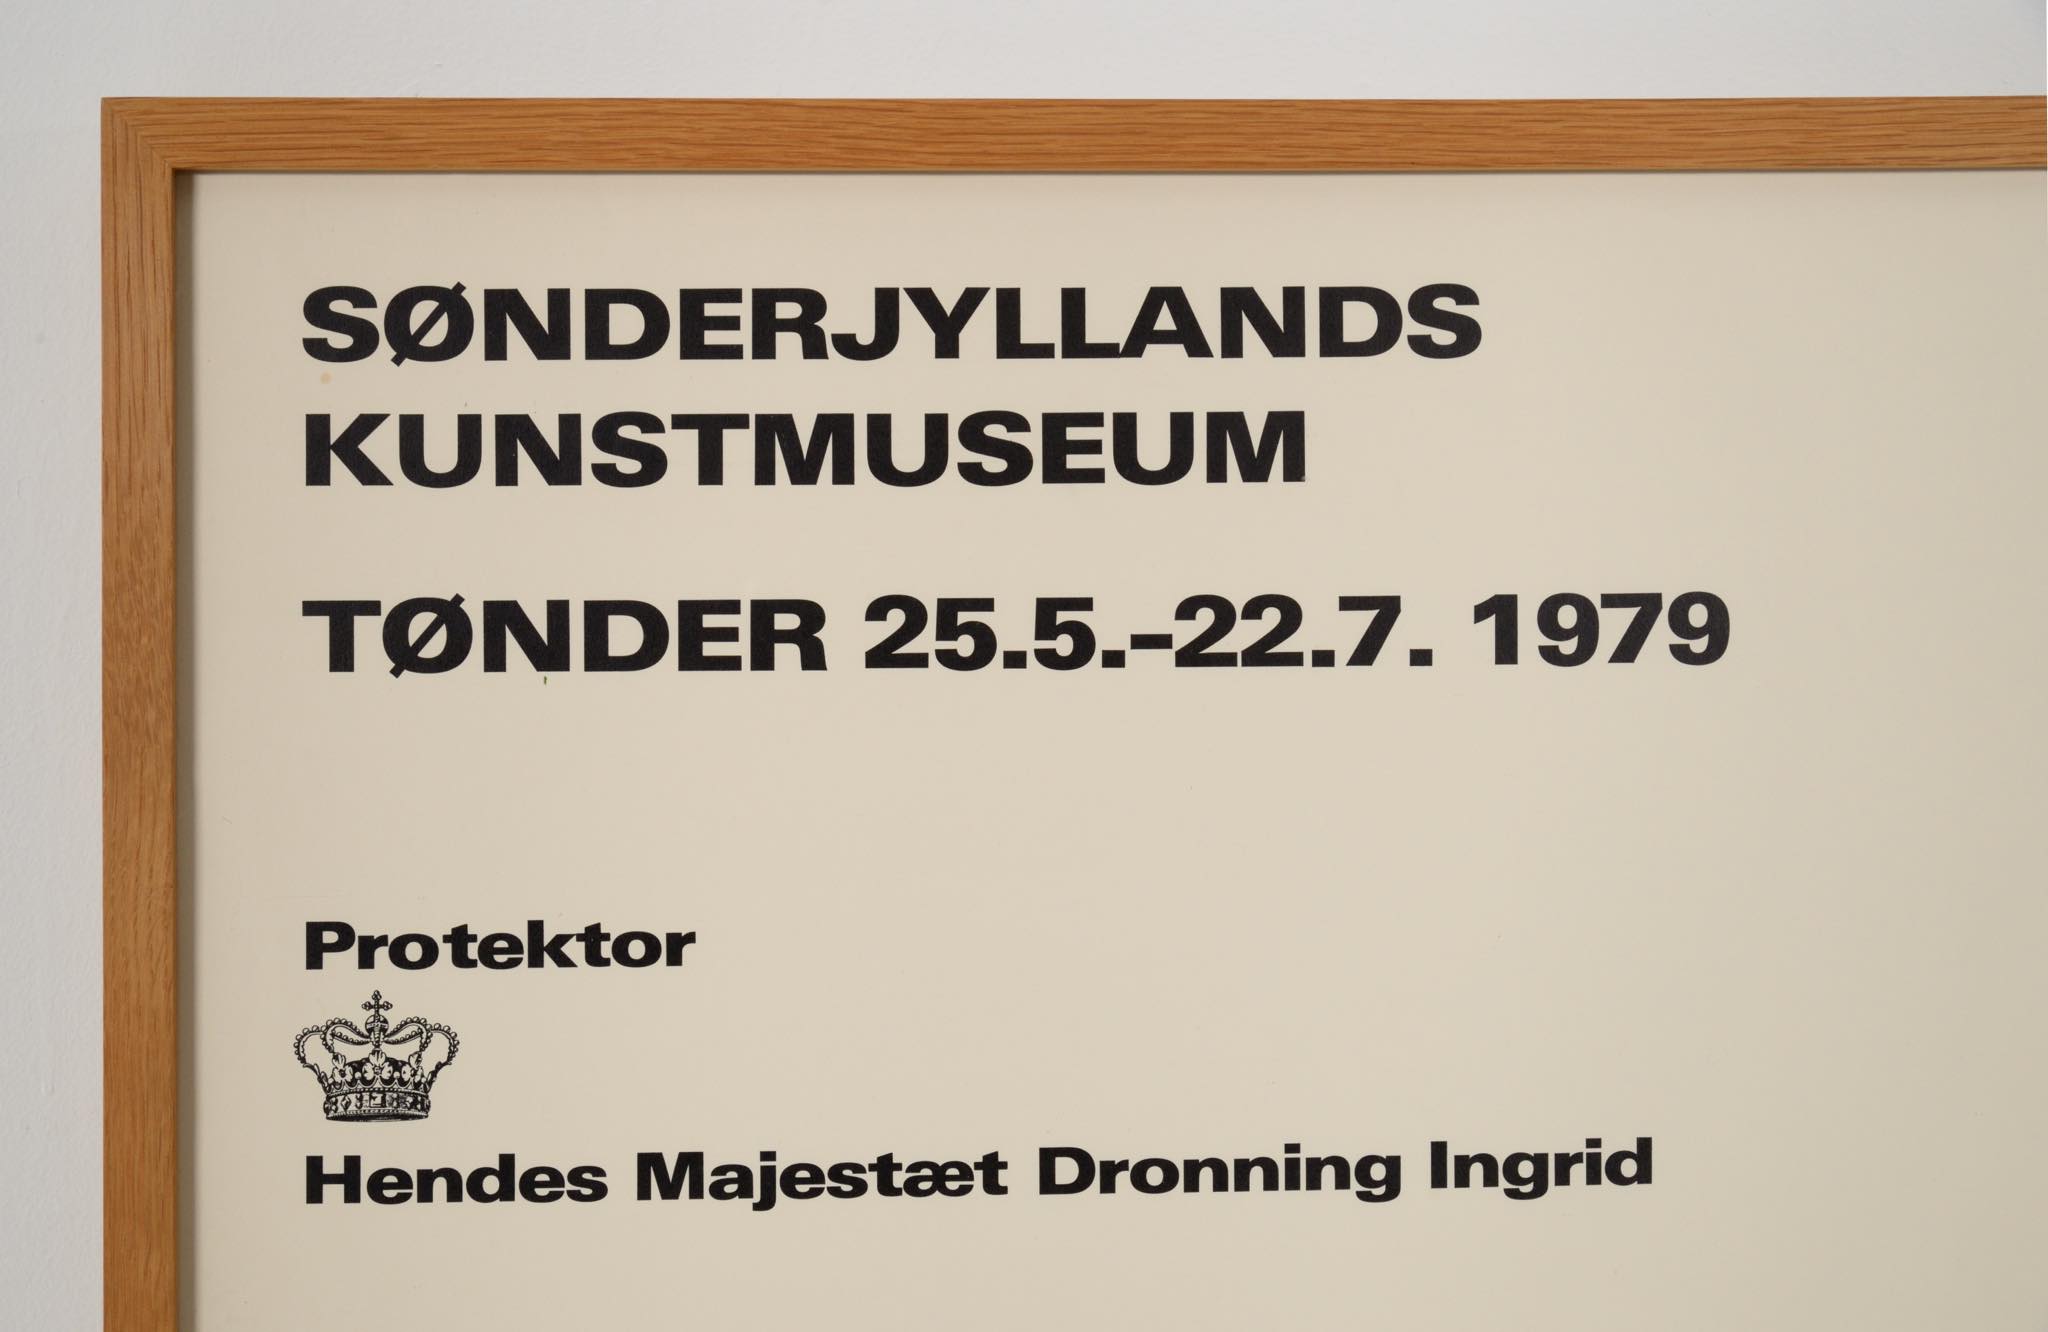 SØNDERJYLLANDS
KUNSTMUSEUM
TØNDER 25.5.-22.7. 1979
Protektor
Hendes Majestæt Dronning Ingrid